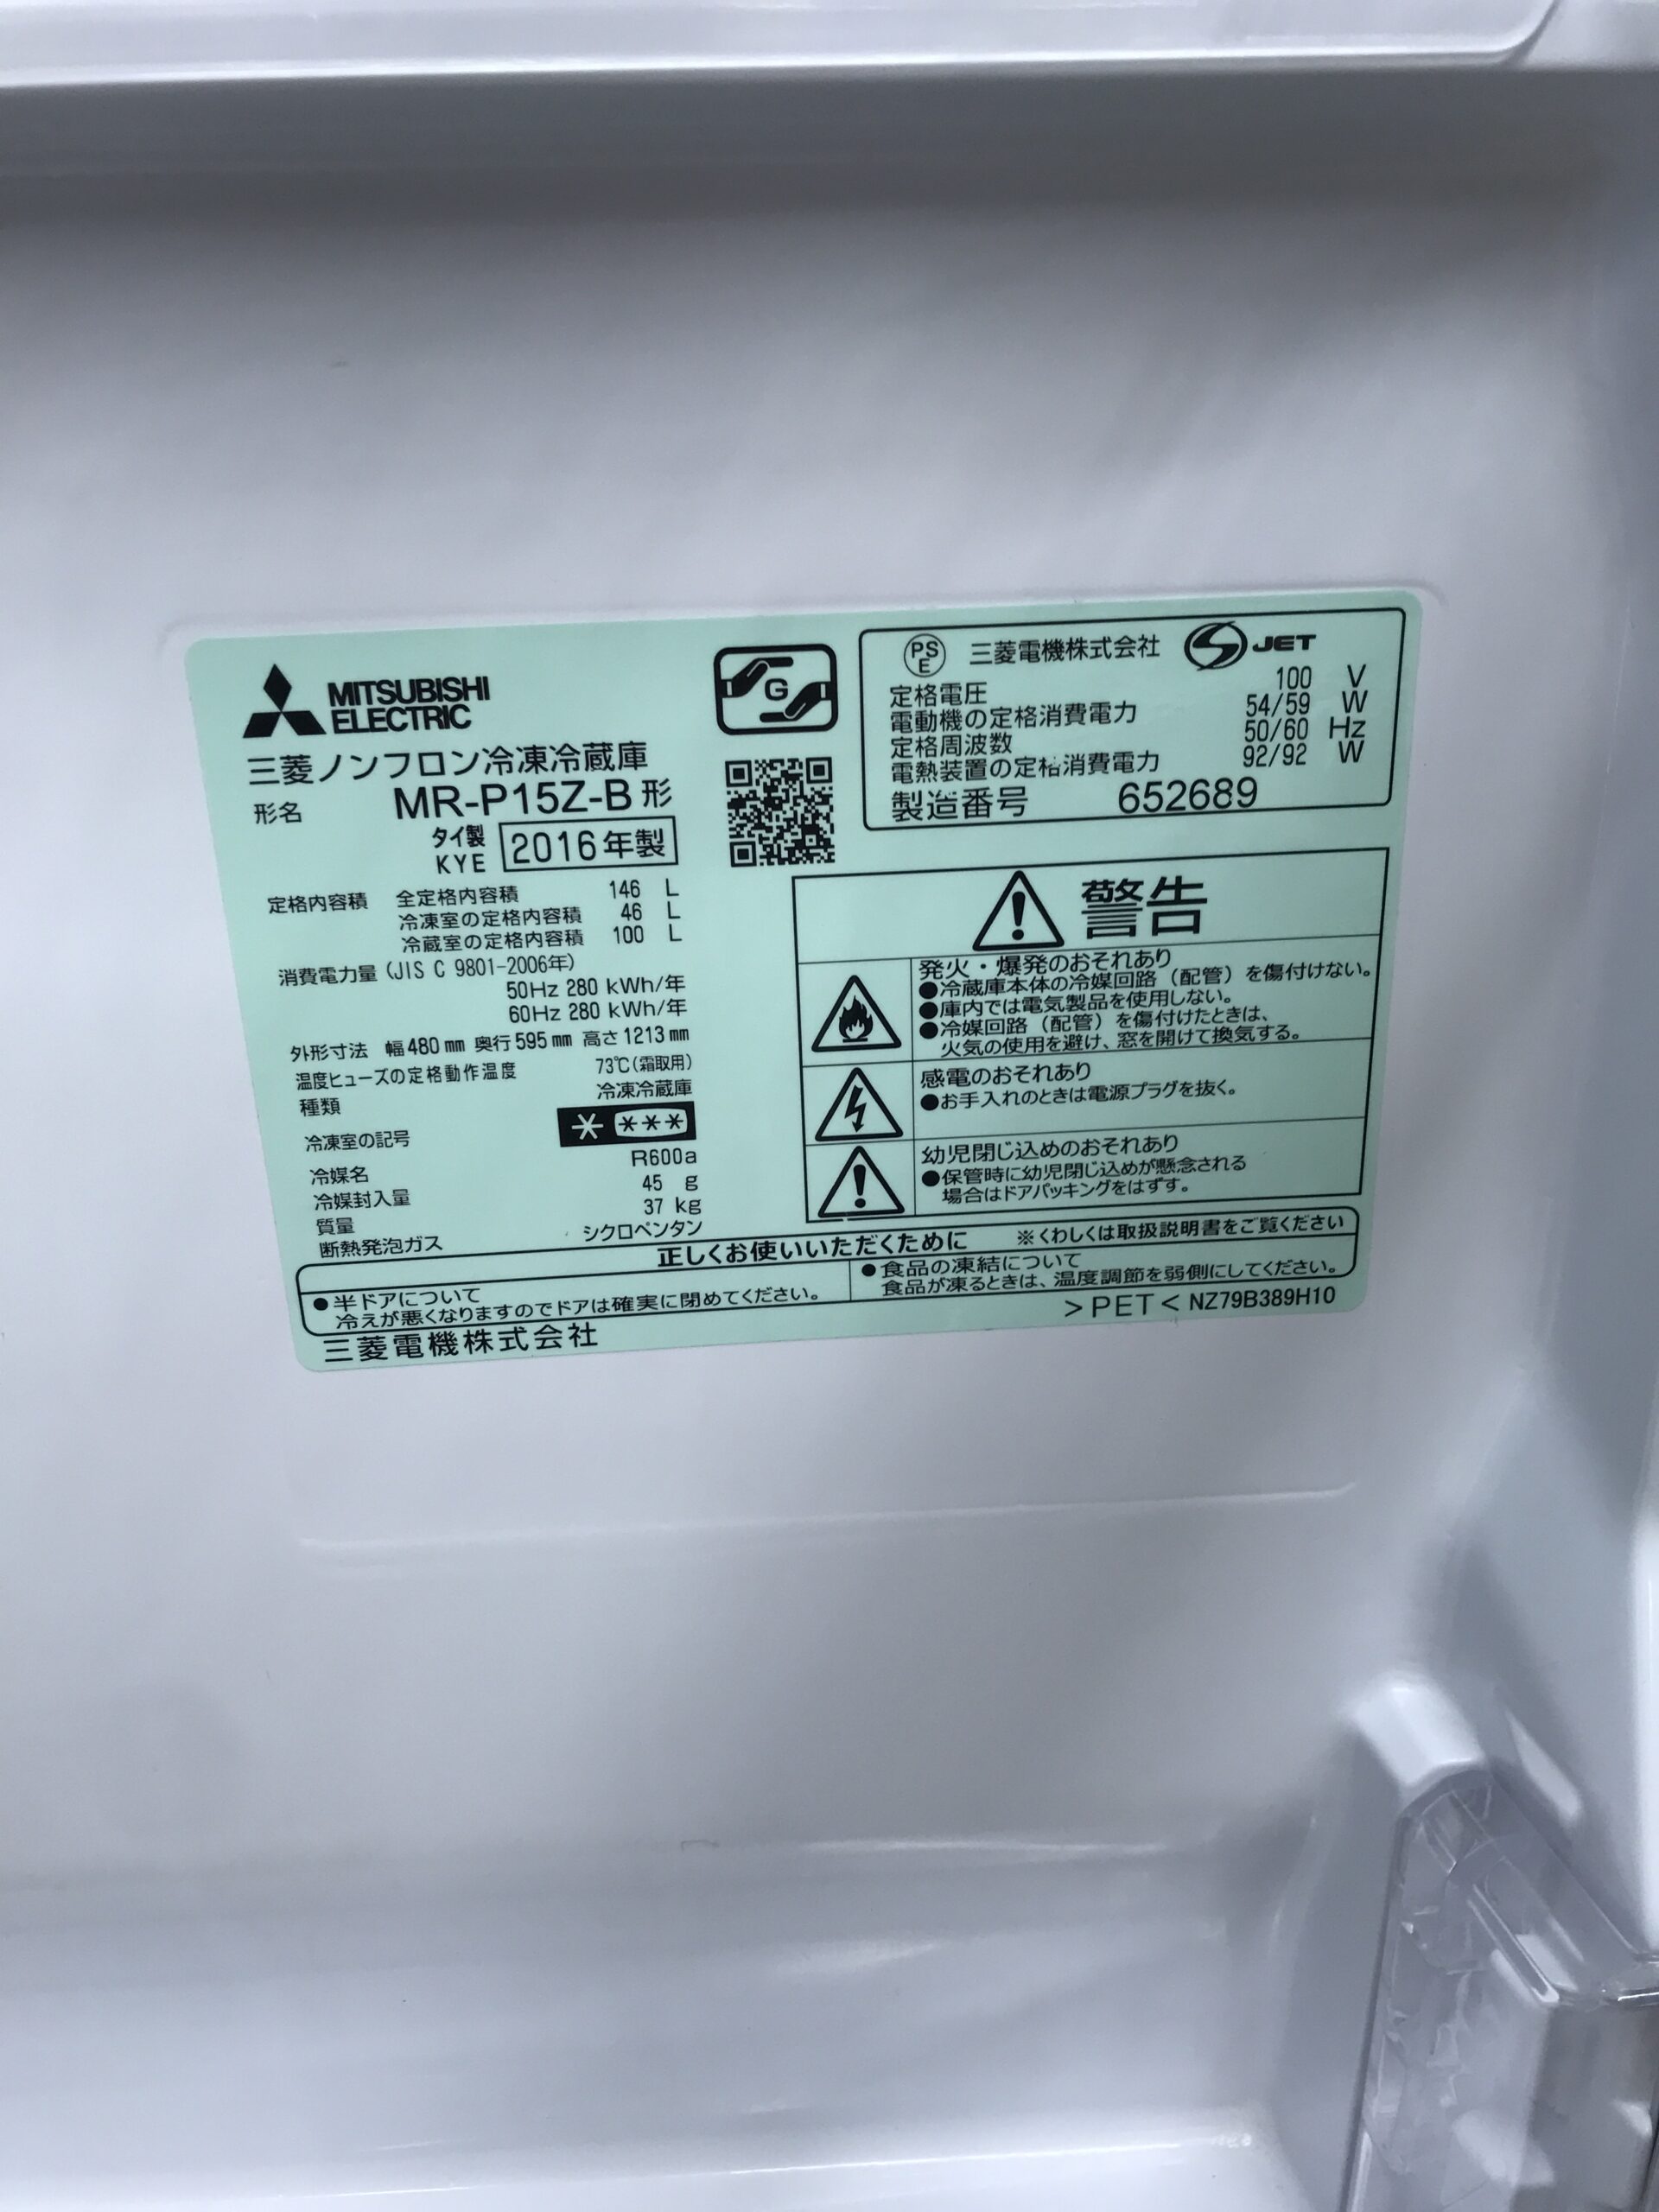 MITSUBISHI
ELECTRIC
三菱ノンフロン冷凍冷蔵庫
形名 MR-P15Z-B形
タイ製
KYE
2016年製
定格内容積 全定格内容積 146 L
冷凍室の定格内容積 46 L
冷蔵室の定格内容積 100 L
消費電力量(JIS C 9801-2006年)
50Hz 280 kWh/年
60Hz 280 kWh/年
外形寸法 幅480mm 奥行595mm 高さ1213mm
温度ヒューズの定格動作温度 73℃(霜取用)
種類 冷凍冷蔵庫
冷凍室の記号 * ***
冷媒名 R600a
冷媒封入量 45 g
質量 37 kg
断熱発泡ガス シクロペンタン
G
PS
E
三菱電機株式会社 S JET
定格電圧 100 V
電動機の定格消費電力 54/59 W
定格周波数 50/60 Hz
電熱装置の定格消費電力 92/92 W
製造番号 652689
警告
発火・爆発のおそれあり
●冷蔵庫本体の冷媒回路(配管)を傷付けない。
●庫内では電気製品を使用しない。
●冷媒回路(配管)を傷付けたときは、
火気の使用を避け、窓を開けて換気する。
感電のおそれあり
●お手入れのときは電源プラグを抜く。
幼児閉じ込めのおそれあり
●保管時に幼児閉じ込めが懸念される
場合はドアパッキングをはずす。
正しくお使いいただくために ※くわしくは取扱説明書をご覧ください
●半ドアについて
冷えが悪くなりますのでドアは確実に閉めてください。
●食品の凍結について
食品が凍るときは、温度調節を弱側にしてください。
三菱電機株式会社
>PET< NZ79B389H10